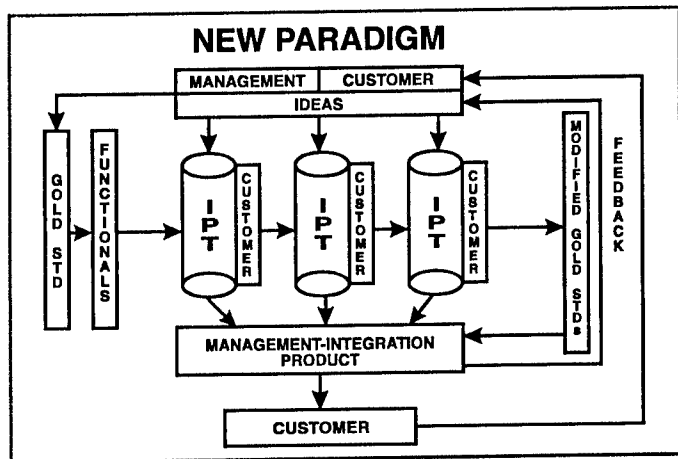 NEW PARADIGM
MANAGEMENT CUSTOMER
IDEAS
GOLD STD
FUNCTIONALS
IPT
CUSTOMER
IPT
CUSTOMER
IPT
CUSTOMER
MODIFIED GOLD STDs
FEEDBACK
MANAGEMENT-INTEGRATION
PRODUCT
CUSTOMER